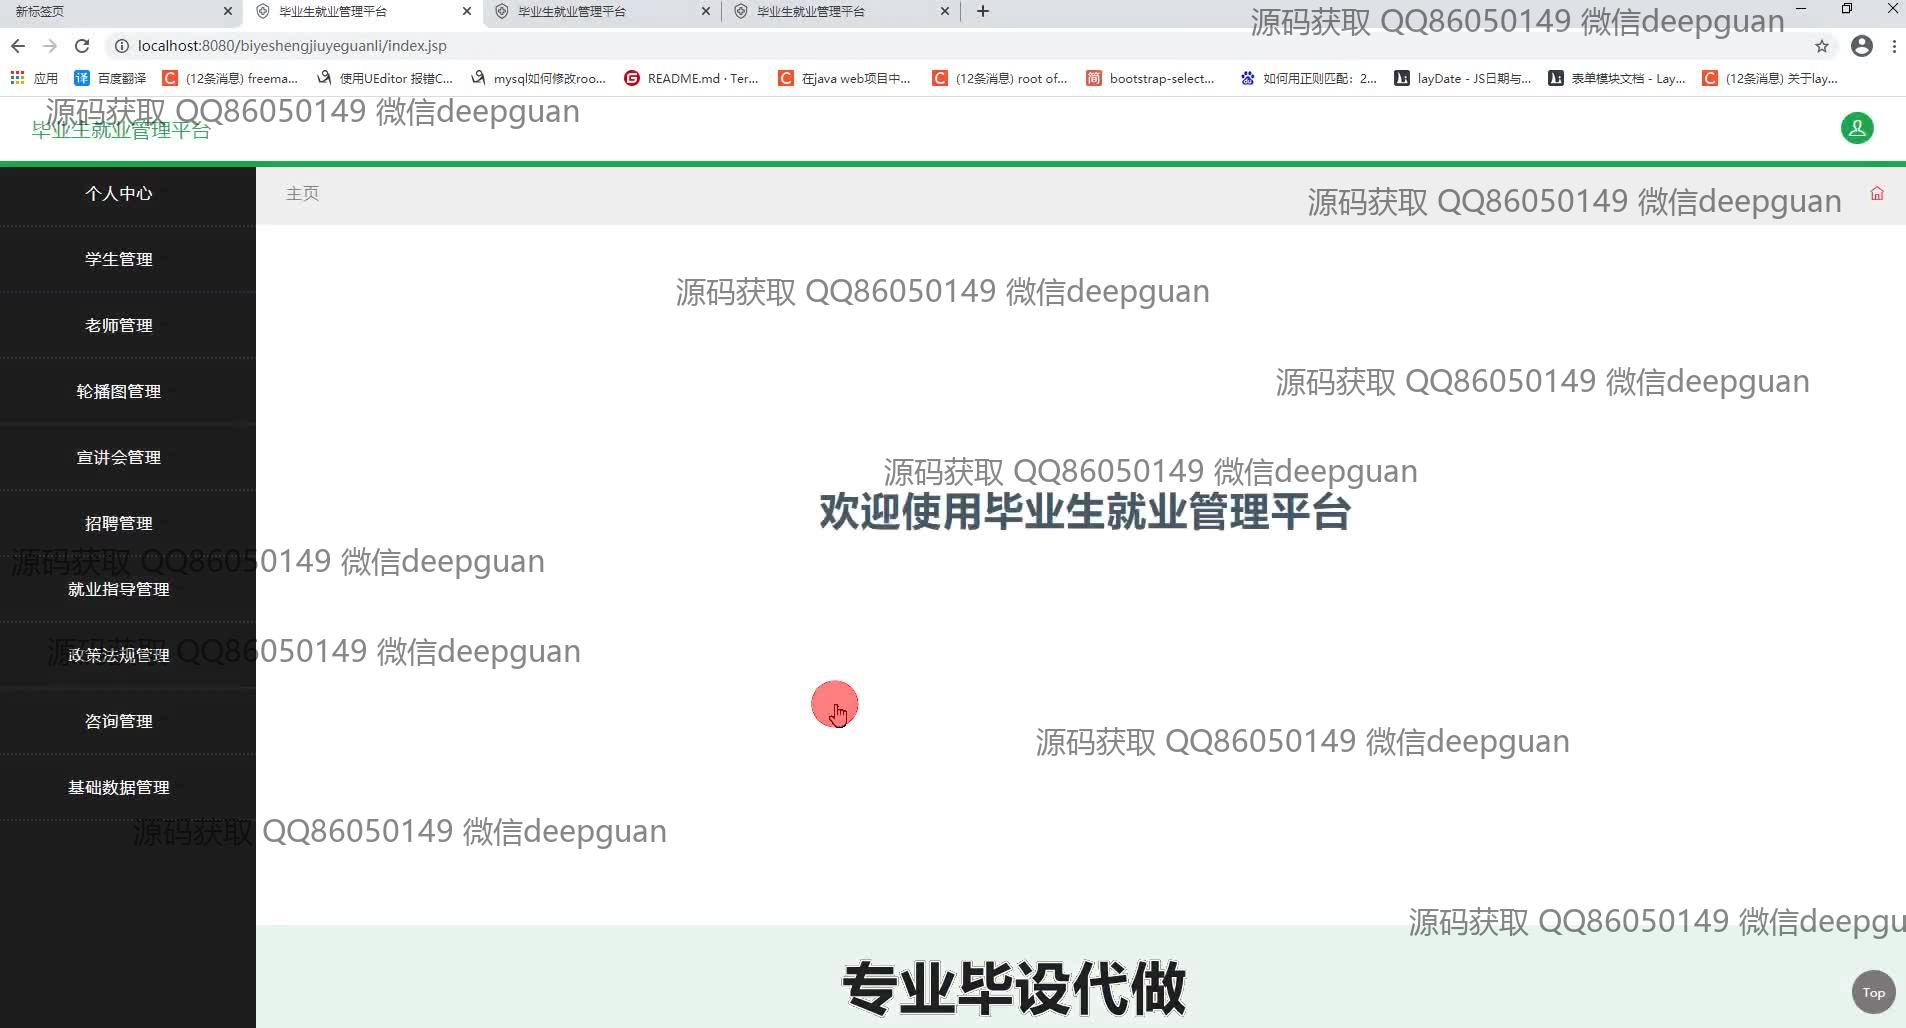 新标签页
毕业生就业管理平台
毕业生就业管理平台
毕业生就业管理平台
源码获取 QQ86050149 微信deepguan
localhost:8080/biyeshengjiuyeguanli/index.jsp
应用
百度翻译
(12条消息) freema...
使用UEditor 报错C...
mysql如何修改roo...
README.md · Ter...
在java web项目中...
(12条消息) root of...
bootstrap-select...
如何用正则匹配：2...
layDate - JS日期与...
表单模块文档 - Lay...
(12条消息) 关于lay...
源码获取 QQ86050149 微信deepguan
毕业生就业管理平台
个人中心
主页
源码获取 QQ86050149 微信deepguan
学生管理
源码获取 QQ86050149 微信deepguan
老师管理
源码获取 QQ86050149 微信deepguan
轮播图管理
宣讲会管理
源码获取 QQ86050149 微信deepguan
欢迎使用毕业生就业管理平台
招聘管理
源码获取 QQ86050149 微信deepguan
就业指导管理
源码获取 QQ86050149 微信deepguan
政策法规管理
咨询管理
源码获取 QQ86050149 微信deepguan
基础数据管理
源码获取 QQ86050149 微信deepguan
源码获取 QQ86050149 微信deepgu
专业毕设代做
Top